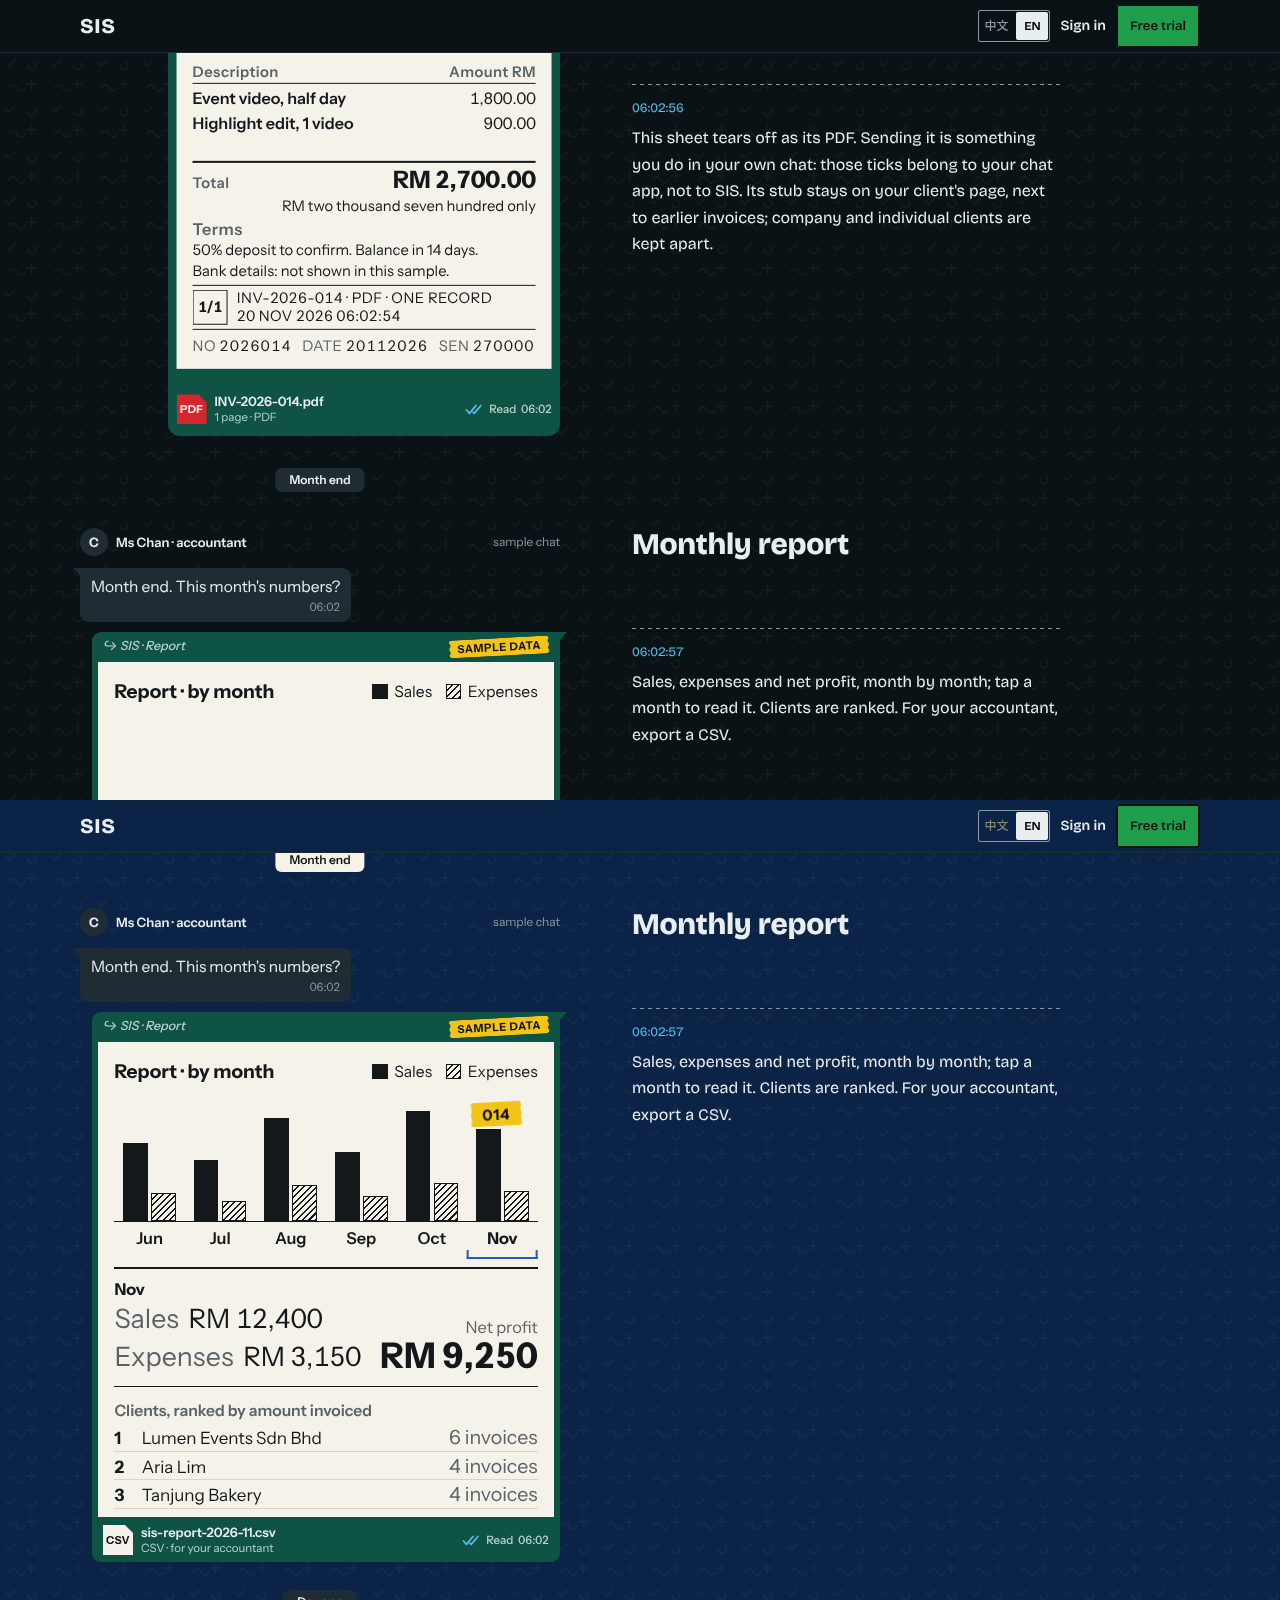 SIS
中文 EN Sign in Free trial
Description Amount RM
Event video, half day 1,800.00
Highlight edit, 1 video 900.00
Total RM 2,700.00
RM two thousand seven hundred only
Terms
50% deposit to confirm. Balance in 14 days.
Bank details: not shown in this sample.
1/1
INV-2026-014 · PDF · ONE RECORD
20 NOV 2026 06:02:54
NO 2026014 DATE 20112026 SEN 270000
PDF
INV-2026-014.pdf
1 page · PDF
Read 06:02
06:02:56
This sheet tears off as its PDF. Sending it is something
you do in your own chat: those ticks belong to your chat
app, not to SIS. Its stub stays on your client's page, next
to earlier invoices; company and individual clients are
kept apart.
Month end
C Ms Chan · accountant sample chat
Month end. This month's numbers?
06:02
SIS · Report SAMPLE DATA
Report · by month Sales Expenses
Monthly report
06:02:57
Sales, expenses and net profit, month by month; tap a
month to read it. Clients are ranked. For your accountant,
export a CSV.
SIS
中文 EN Sign in Free trial
Month end
C Ms Chan · accountant sample chat
Month end. This month's numbers?
06:02
SIS · Report SAMPLE DATA
Report · by month Sales Expenses
014
Jun Jul Aug Sep Oct Nov
Nov
Sales RM 12,400
Net profit
Expenses RM 3,150 RM 9,250
Clients, ranked by amount invoiced
1 Lumen Events Sdn Bhd 6 invoices
2 Aria Lim 4 invoices
3 Tanjung Bakery 4 invoices
CSV
sis-report-2026-11.csv
CSV · for your accountant
Read 06:02
Monthly report
06:02:57
Sales, expenses and net profit, month by month; tap a
month to read it. Clients are ranked. For your accountant,
export a CSV.